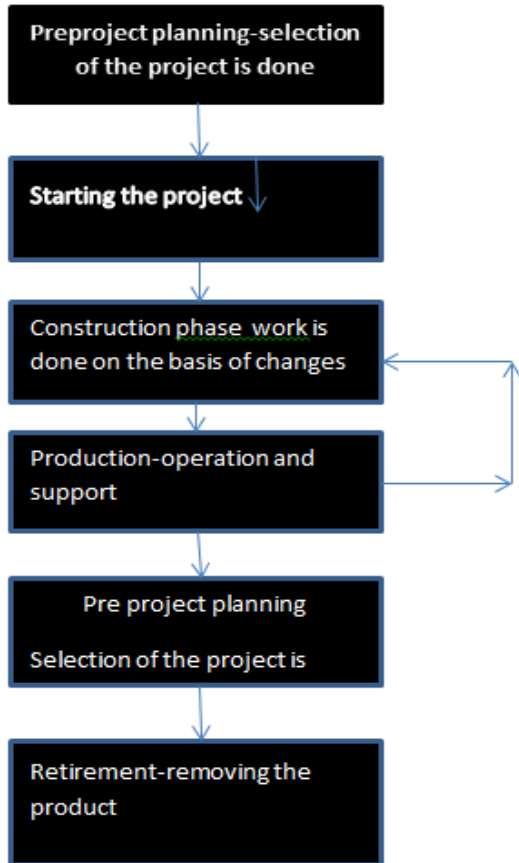 Preproject planning-selection
of the project is done
Starting the project
Construction phase work is
done on the basis of changes
Production-operation and
support
Pre project planning
Selection of the project is
Retirement-removing the
product